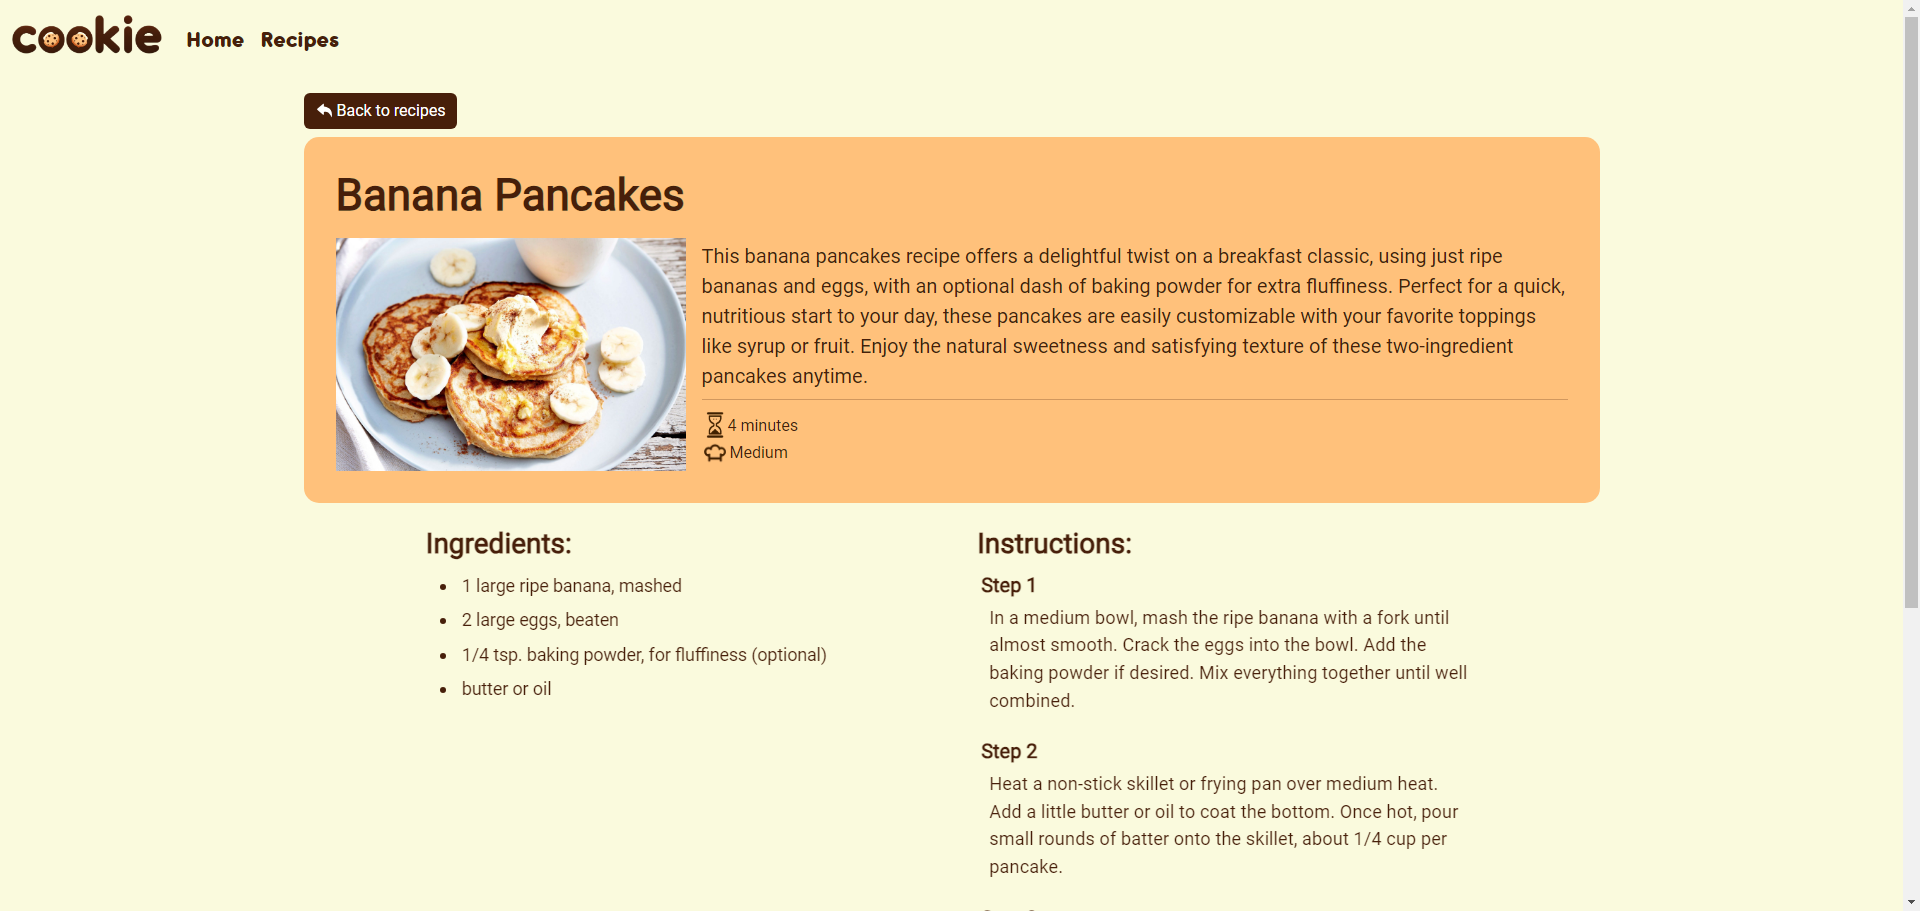 cookie Home Recipes
Back to recipes
Banana Pancakes
This banana pancakes recipe offers a delightful twist on a breakfast classic, using just ripe
bananas and eggs, with an optional dash of baking powder for extra fluffiness. Perfect for a quick,
nutritious start to your day, these pancakes are easily customizable with your favorite toppings
like syrup or fruit. Enjoy the natural sweetness and satisfying texture of these two-ingredient
pancakes anytime.
4 minutes
Medium
Ingredients:
1 large ripe banana, mashed
2 large eggs, beaten
1/4 tsp. baking powder, for fluffiness (optional)
butter or oil
Instructions:
Step 1
In a medium bowl, mash the ripe banana with a fork until
almost smooth. Crack the eggs into the bowl. Add the
baking powder if desired. Mix everything together until well
combined.
Step 2
Heat a non-stick skillet or frying pan over medium heat.
Add a little butter or oil to coat the bottom. Once hot, pour
small rounds of batter onto the skillet, about 1/4 cup per
pancake.